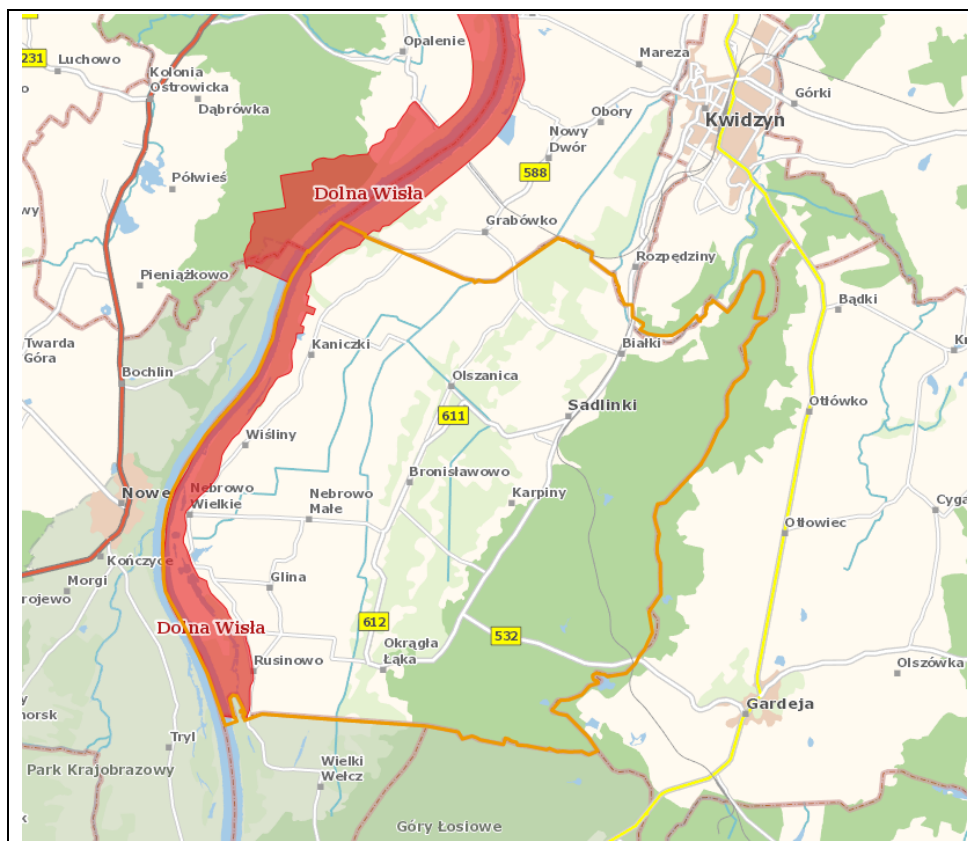 Opalenie
Mareza
231
Luchowo
Kolonia
Ostrowicka
Dąbrówka
Górki
Obory
Kwidzyn
Nowy
Dwór
588
Półwieś
Dolna Wisła
Grabówko
Rozpędziny
Pieniążkowo
Bądki
Twarda
Góra
Kaniczki
Białki
Bochlin
Olszanica
Sadlinki
611
Otłówko
Wiśliny
Bronisławowo
Nowe
Nebrowo
Wielkie
Nebrowo
Małe
Karpiny
Otłowiec
Kończyce
Morgi
Glina
Dolna Wisła
612
532
Okrągła
Łąka
Rusinowo
Olszówka
Gardeja
Tryl
Park Krajobrazowy
Wielki
Wełcz
Góry Łosiowe